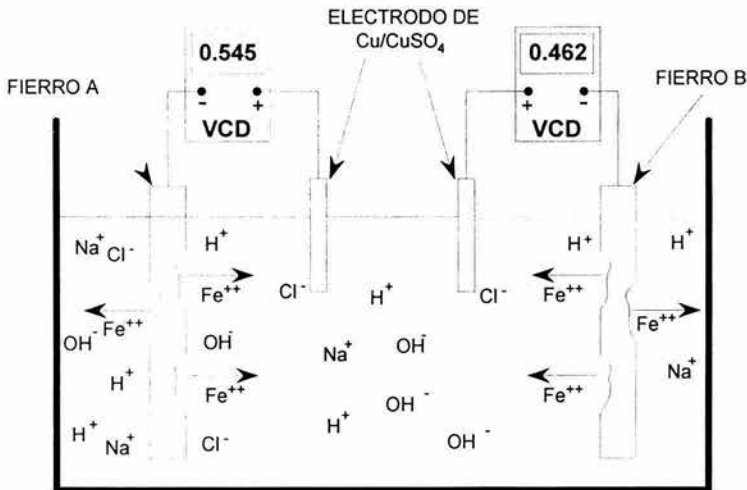 ELECTRODO DE
Cu/CuSO₄
0.545
0.462
FIERRO A
FIERRO B
- +
+ -
VCD
VCD
Na⁺
Cl⁻
H⁺
H⁺
H⁺
Fe⁺⁺
Cl⁻
H⁺
Cl⁻
Fe⁺⁺
Fe⁺⁺
Fe⁺⁺
OH⁻
OH⁻
Na⁺
OH⁻
Na⁺
H⁺
Fe⁺⁺
Fe⁺⁺
OH⁻
H⁺
Na⁺
Cl⁻
H⁺
OH⁻